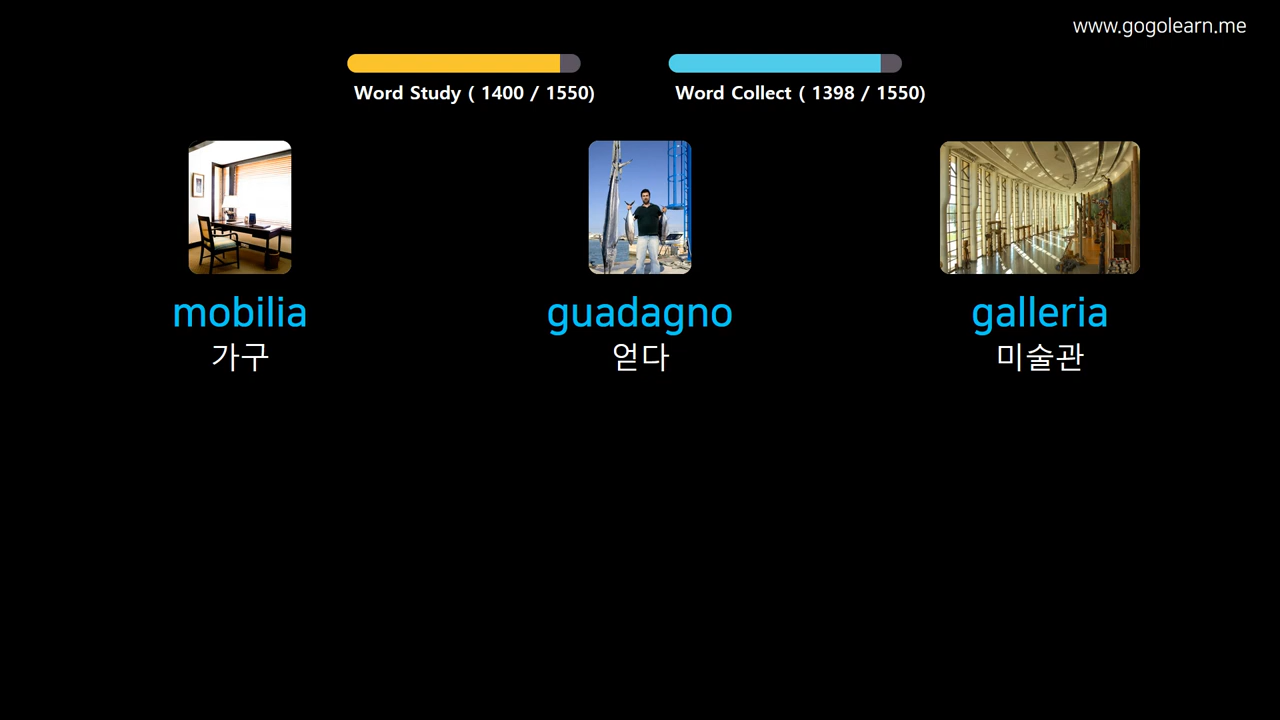 www.gogolearn.me
Word Study ( 1400 / 1550)
Word Collect ( 1398 / 1550)
mobilia
가구
guadagno
얻다
galleria
미술관